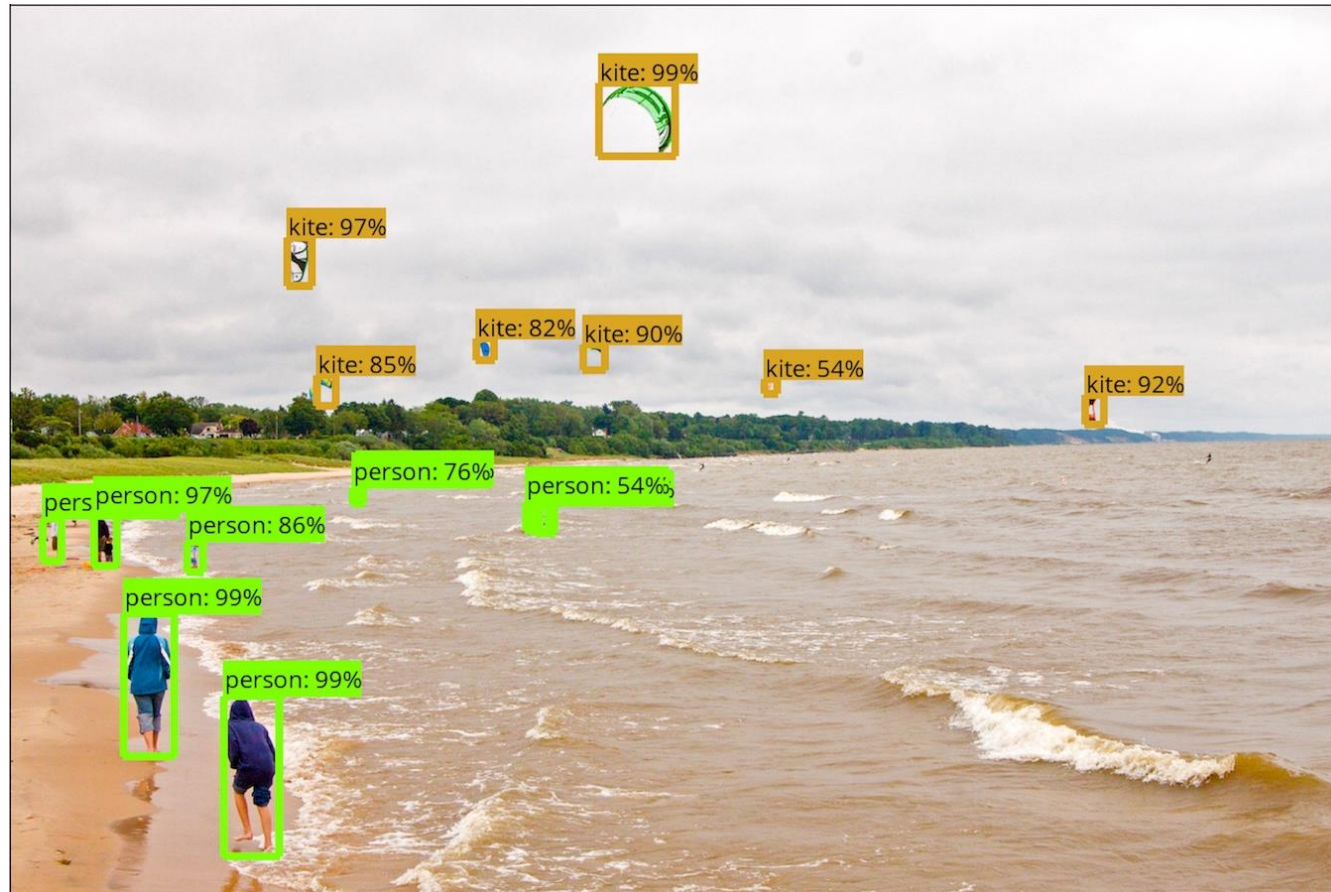 kite: 99%
kite: 97%
kite: 82%
kite: 90%
kite: 85%
kite: 54%
kite: 92%
person: 76%
person: 54%
pers
person: 97%
person: 86%
person: 99%
person: 99%